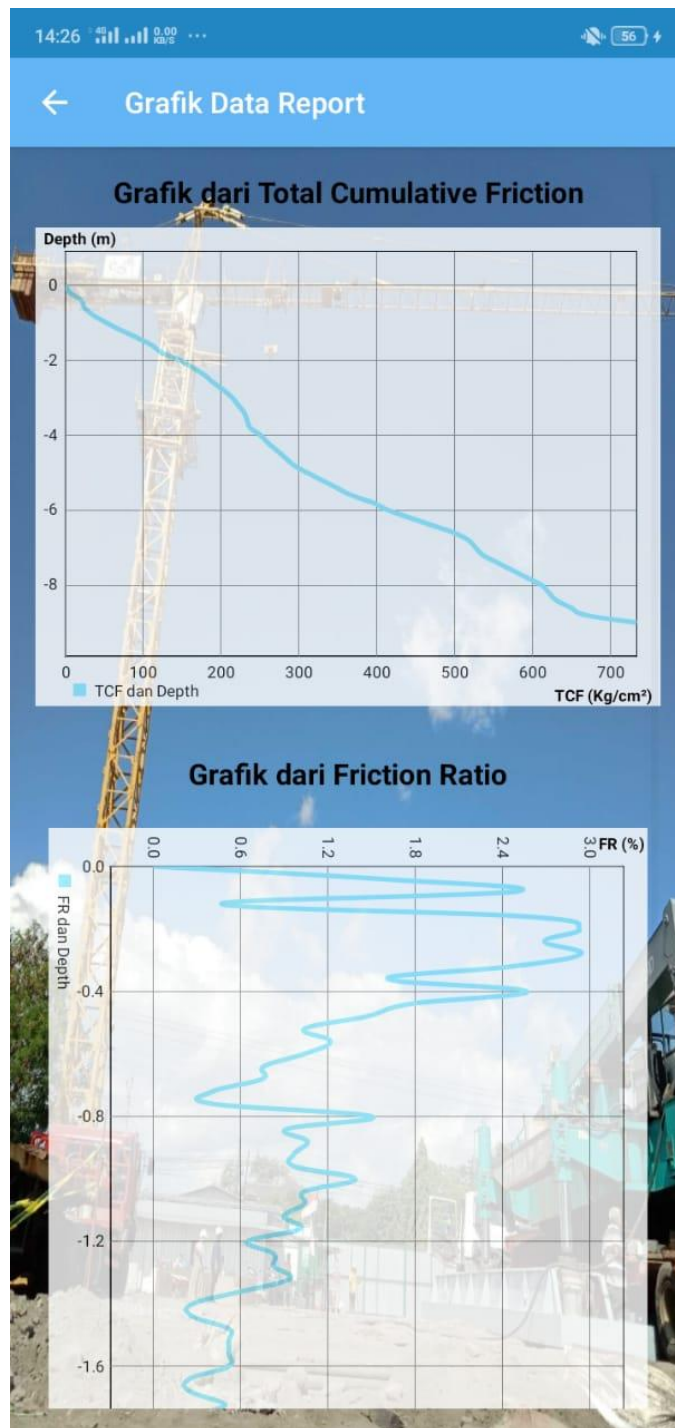 14:26 4G 0.00 KB/S ... 56
Grafik Data Report
Grafik dari Total Cumulative Friction
Depth (m)
0
-2
-4
-6
-8
0 100 200 300 400 500 600 700
TCF dan Depth
TCF (Kg/cm²)
Grafik dari Friction Ratio
0.0 0.6 1.2 1.8 2.4 3.0 FR (%)
0.0
FR dan Depth
-0.4
-0.8
-1.2
-1.6